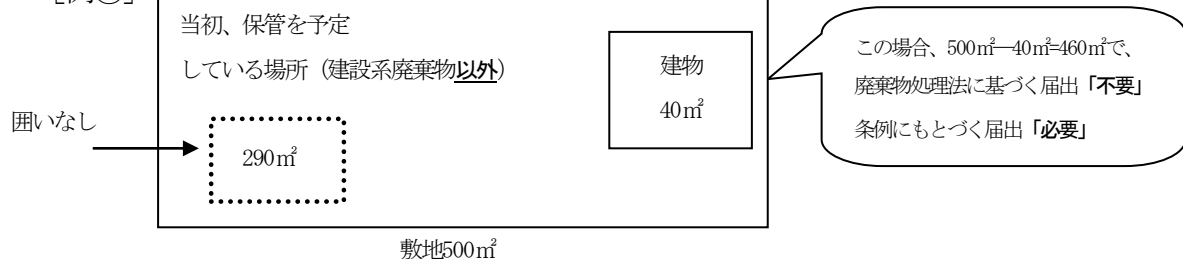 当初、保管を予定
している場所（建設系廃棄物以外）
建物
40㎡
囲いなし
290㎡
敷地500㎡
この場合、500㎡―40㎡=460㎡で、
廃棄物処理法に基づく届出「不要」
条例にもとづく届出「必要」